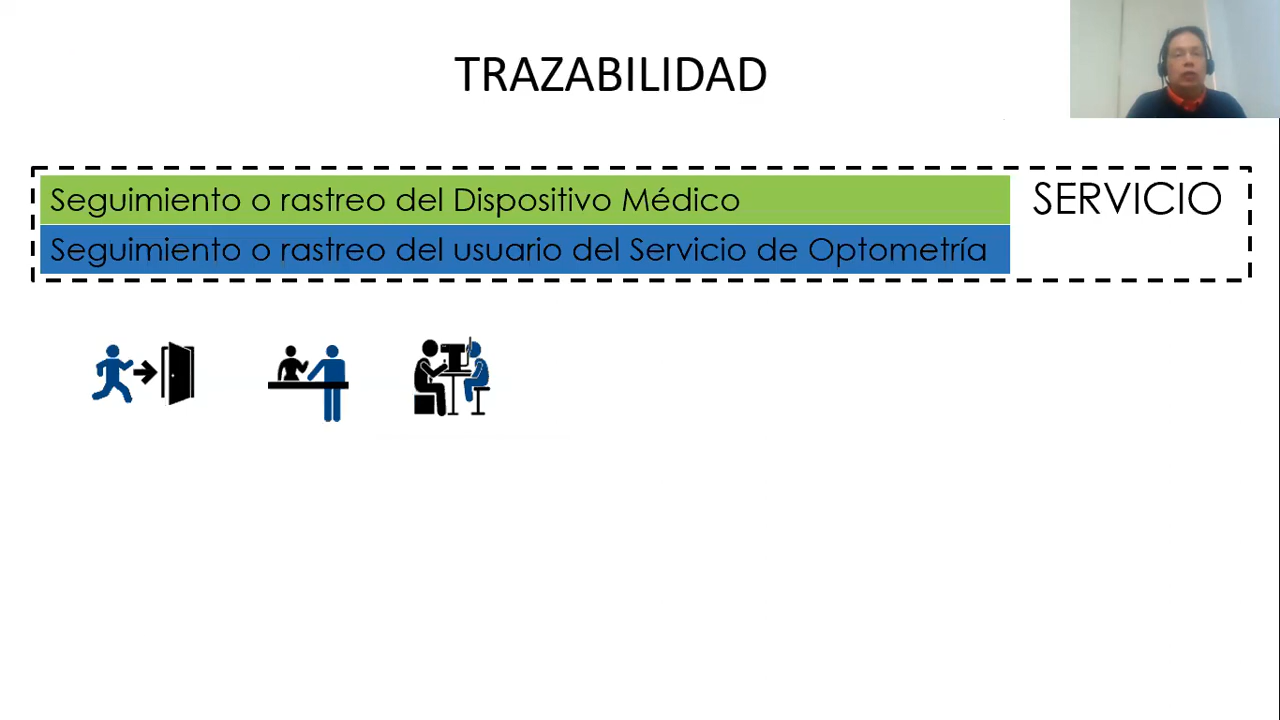 TRAZABILIDAD
Seguimiento o rastreo del Dispositivo Médico
SERVICIO
Seguimiento o rastreo del usuario del Servicio de Optometría